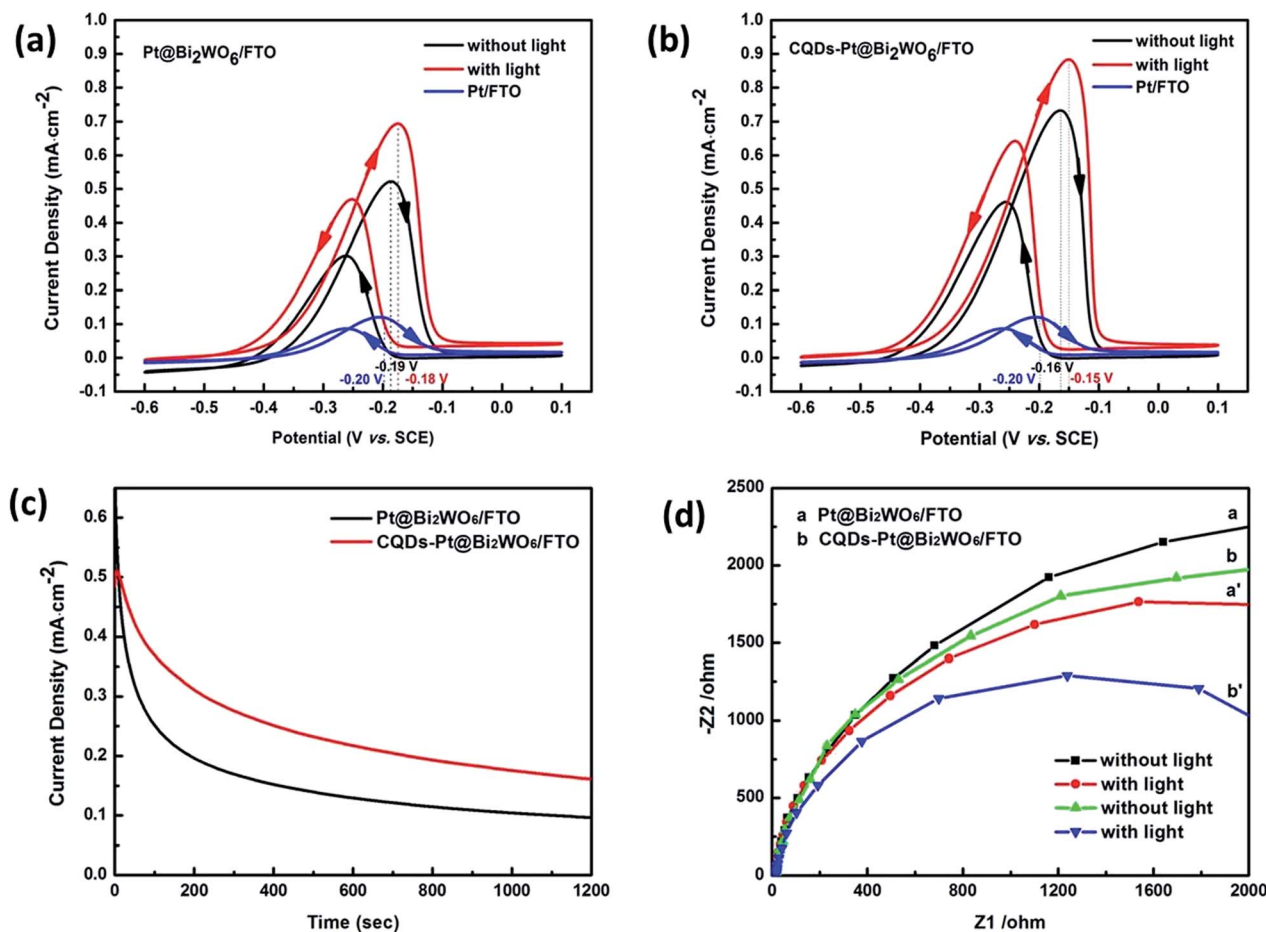 (a)
Pt@Bi2WO6/FTO
without light
with light
Pt/FTO
Current Density (mA·cm-2)
1.0
0.9
0.8
0.7
0.6
0.5
0.4
0.3
0.2
0.1
0.0
-0.1
-0.19 V
-0.20 V
-0.18 V
-0.6
-0.5
-0.4
-0.3
-0.2
-0.1
0.0
0.1
Potential (V vs. SCE)
(b)
CQDs-Pt@Bi2WO6/FTO
without light
with light
Pt/FTO
Current Density (mA·cm-2
1.0
0.9
0.8
0.7
0.6
0.5
0.4
0.3
0.2
0.1
0.0
-0.1
-0.16 V
-0.20 V
-0.15 V
-0.6
-0.5
-0.4
-0.3
-0.2
-0.1
0.0
0.1
Potential (V vs. SCE)
(c)
Pt@Bi2WO6/FTO
CQDs-Pt@Bi2WO6/FTO
Current Density (mA·cm-2)
0.6
0.5
0.4
0.3
0.2
0.1
0.0
0
200
400
600
800
1000
1200
Time (sec)
(d)
a Pt@Bi2WO6/FTO
b CQDs-Pt@Bi2WO6/FTO
a
b
a'
b'
without light
with light
without light
with light
-Z2 /ohm
2500
2250
2000
1750
1500
1250
1000
750
500
250
0
0
400
800
1200
1600
2000
Z1 /ohm